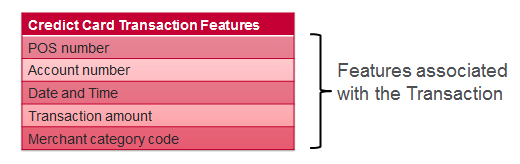 Credict Card Transaction Features
POS number
Account number
Date and Time
Transaction amount
Merchant category code
Features associated
with the Transaction